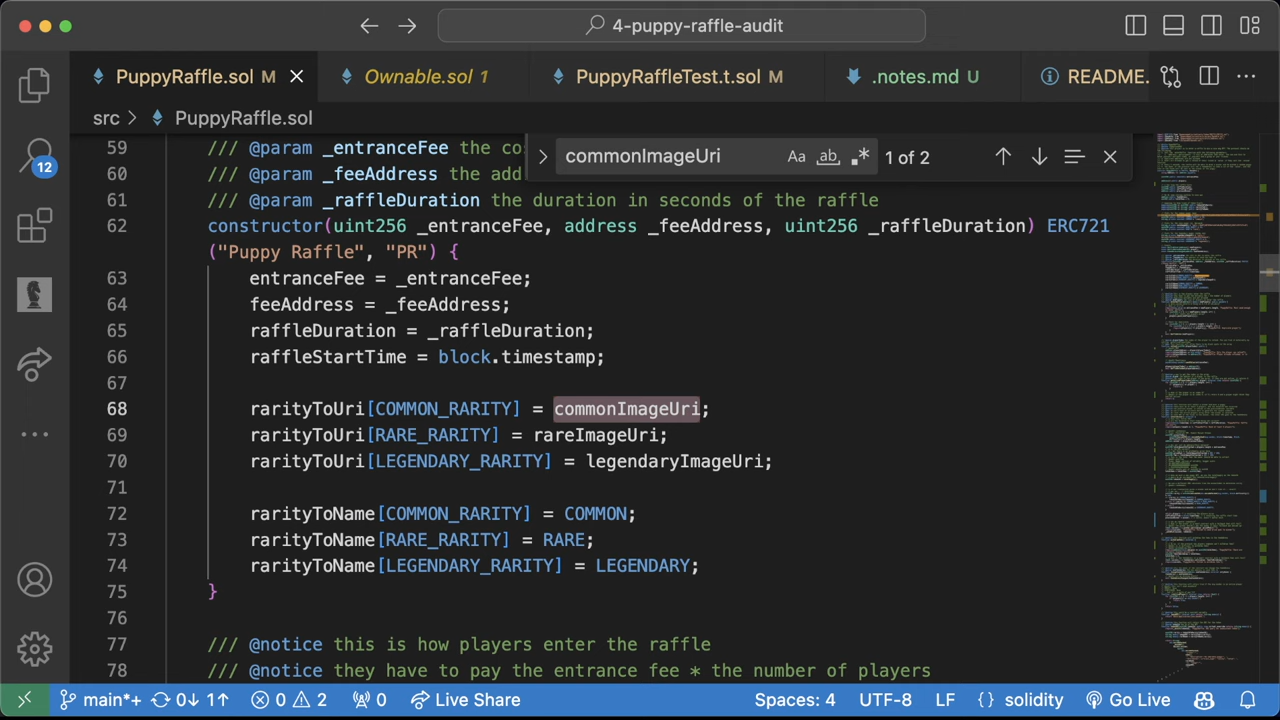 4-puppy-raffle-audit
PuppyRaffle.sol M
Ownable.sol 1
PuppyRaffleTest.t.sol M
.notes.md U
README.
src > PuppyRaffle.sol
commonImageUri Aa ab 1 of 2
12
59 /// @param _entranceFee the co
60 /// @param _feeAddress the add
61 /// @param _raffleDuration the duration in seconds of the raffle
62 constructor(uint256 _entranceFee, address _feeAddress, uint256 _raffleDuration) ERC721
("Puppy Raffle", "PR") {
63 entranceFee = _entranceFee;
64 feeAddress = _feeAddress;
65 raffleDuration = _raffleDuration;
66 raffleStartTime = block.timestamp;
67
68 rarityToUri[COMMON_RARITY] = commonImageUri;
69 rarityToUri[RARE_RARITY] = rareImageUri;
70 rarityToUri[LEGENDARY_RARITY] = legendaryImageUri;
71
72 rarityToName[COMMON_RARITY] = COMMON;
73 rarityToName[RARE_RARITY] = RARE;
74 rarityToName[LEGENDARY_RARITY] = LEGENDARY;
75 }
76
77 /// @notice this is how players enter the raffle
78 /// @notice they have to pay the entrance fee * the number of players
main*+ 0↓ 1↑ 0 2 0 Live Share Spaces: 4 UTF-8 LF {} solidity Go Live